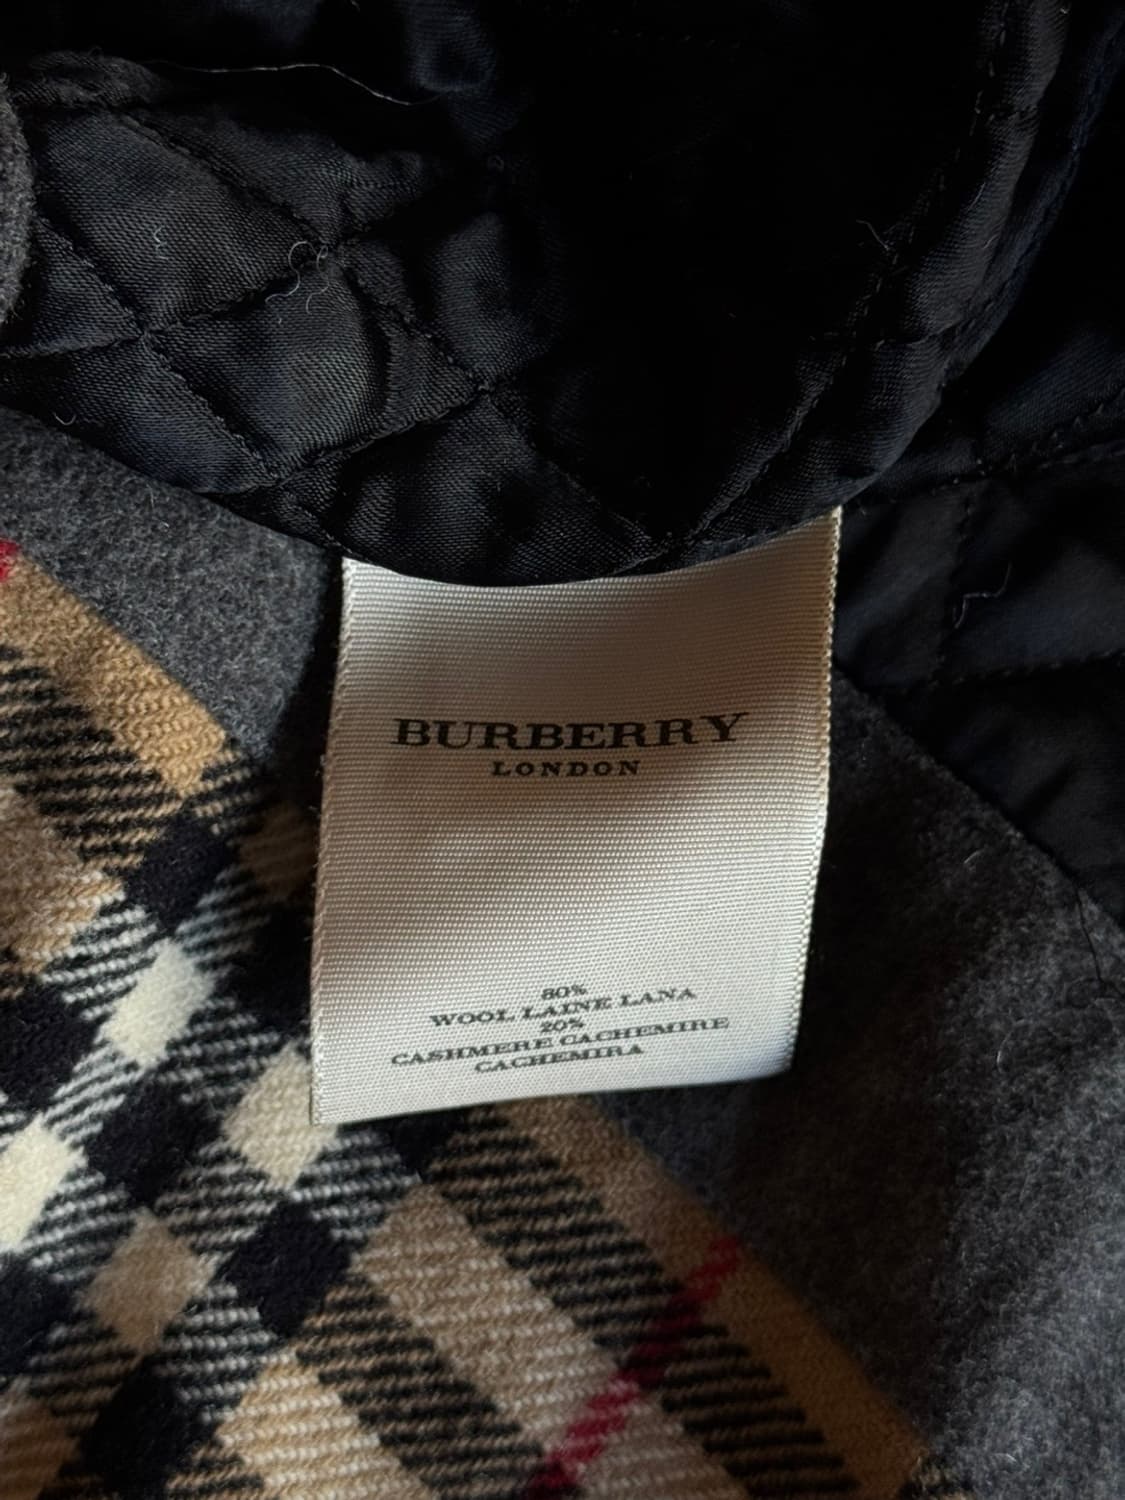 BURBERRY
LONDON
80%
WOOL LAINE LANA
20%
CASHMERE CACHEMIRE
CACHEMIRA